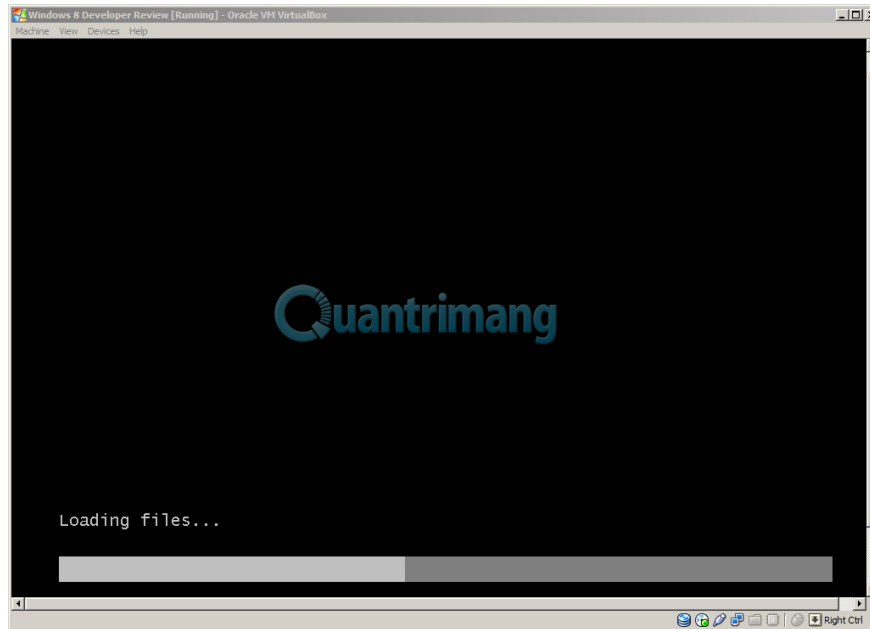 Windows 8 Developer Review [Running] - Oracle VM VirtualBox
Machine View Devices Help
Quantrimang
Loading files...
Right Ctrl